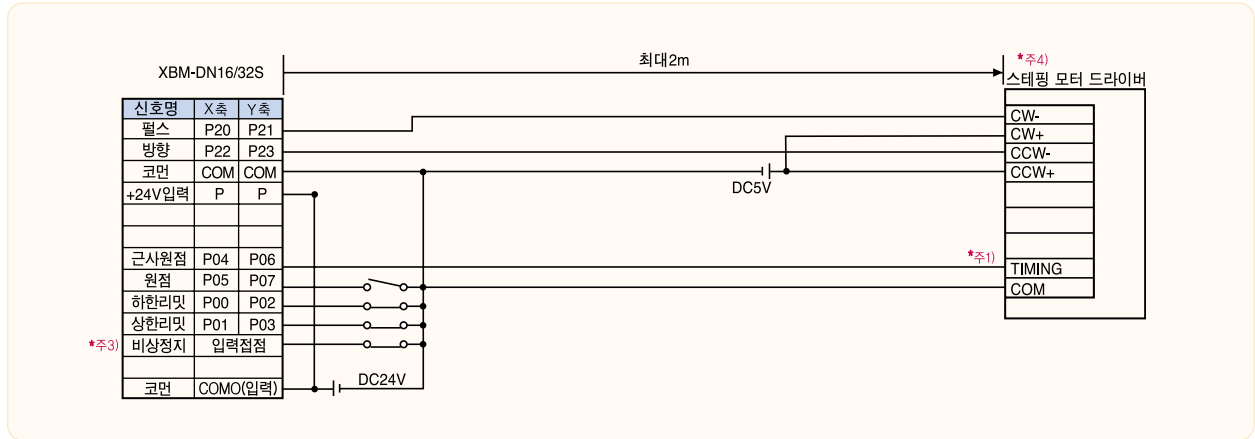 XBM-DN16/32S
최대2m
*주4)
스테핑 모터 드라이버
신호명 X축 Y축
펄스 P20 P21
방향 P22 P23
코먼 COM COM
+24V입력 P P
근사원점 P04 P06
원점 P05 P07
하한리밋 P00 P02
상한리밋 P01 P03
*주3) 비상정지 입력접점
코먼 COMO(입력)
DC24V
DC5V
CW-
CW+
CCW-
CCW+
*주1)
TIMING
COM